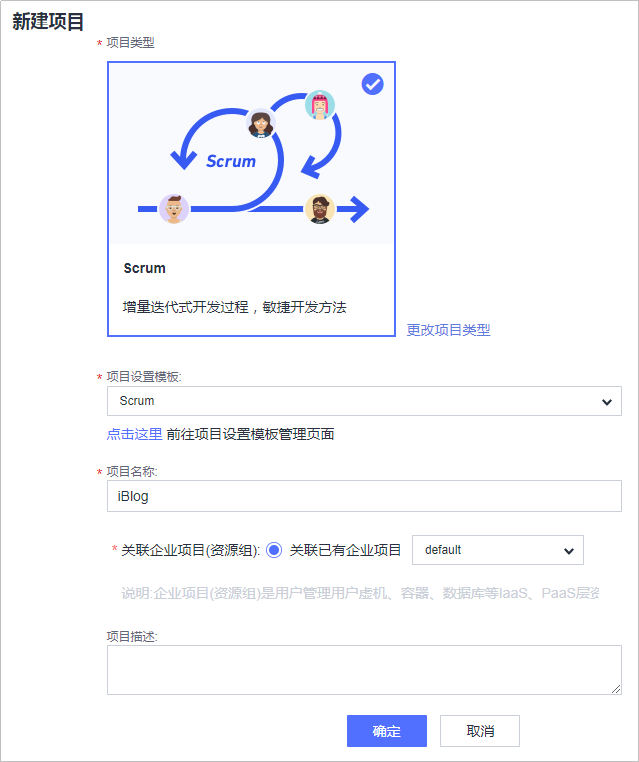 新建项目
* 项目类型
Scrum
Scrum
增量迭代式开发过程，敏捷开发方法
更改项目类型
* 项目设置模板:
Scrum
点击这里 前往项目设置模板管理页面
* 项目名称:
iBlog
* 关联企业项目(资源组): 关联已有企业项目 default
说明:企业项目(资源组)是用户管理用户虚机、容器、数据库等IaaS、PaaS层资
项目描述:
确定 取消